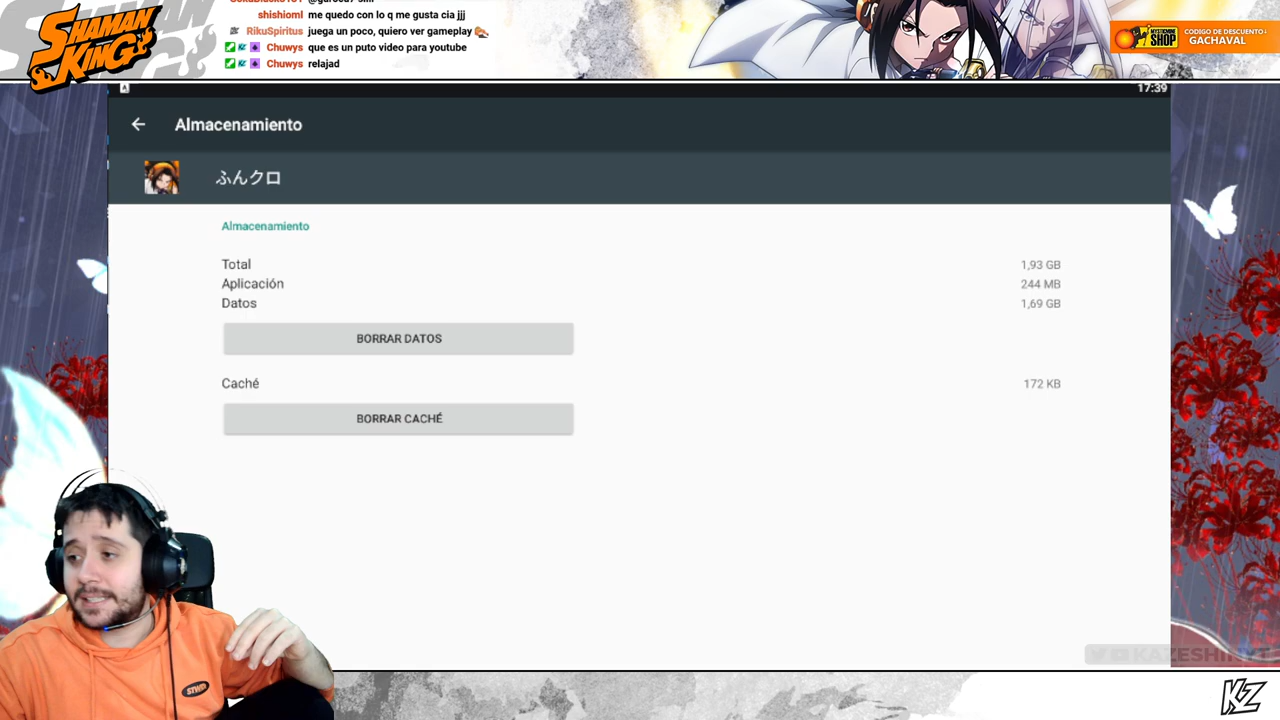 SHAMAN
KING
shishioml me quedo con lo q me gusta cia jjj
RikuSpiritus juega un poco, quiero ver gameplay
Chuwys que es un puto video para youtube
Chuwys relajad
SHOP
CODIGO DE DESCUENTO↓
GACHAVAL
17:39
Almacenamiento
ふんクロ
Almacenamiento
Total 1,93 GB
Aplicación 244 MB
Datos 1,69 GB
BORRAR DATOS
Caché 172 KB
BORRAR CACHÉ
KAZESHINYT
KZ